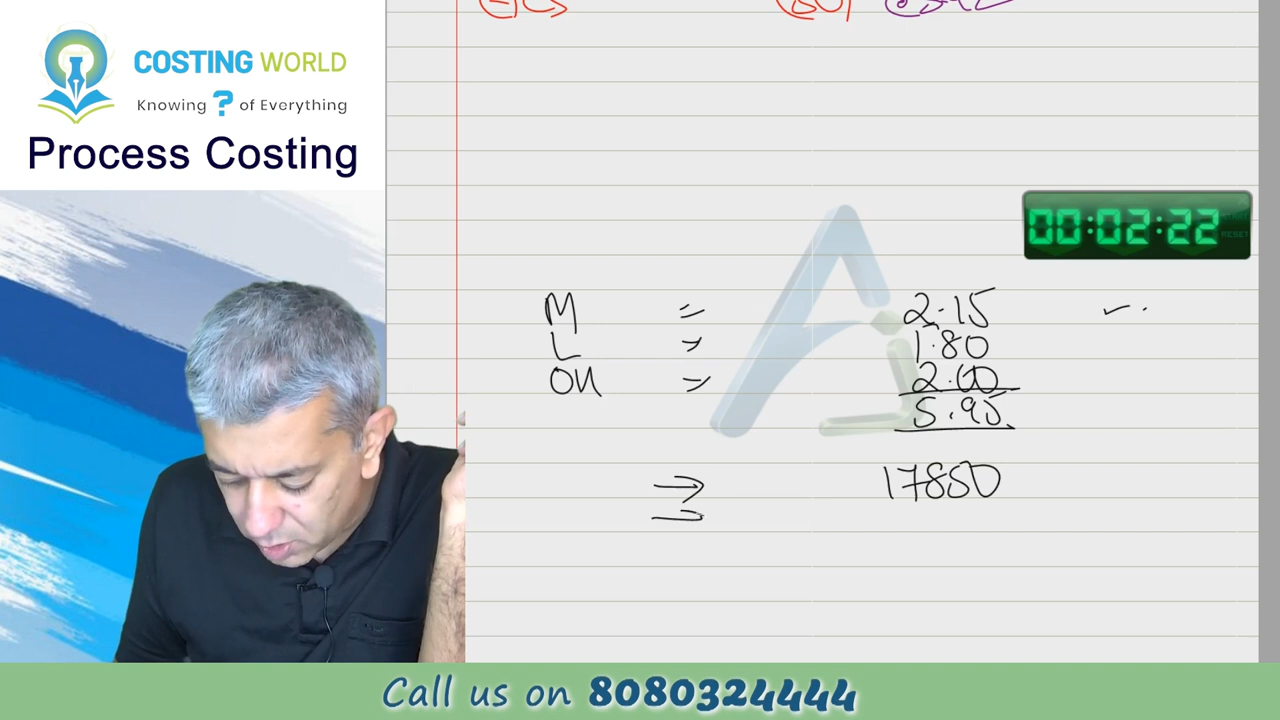 COSTING WORLD
Knowing ? of Everything
Process Costing
00:02:22
M = 2.15
L = 1.80
OH = 2.00
5.95
→ 17850
Call us on 8080324444